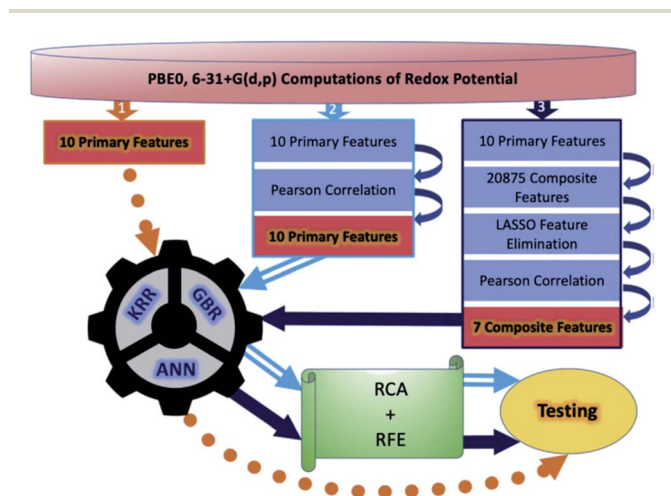 PBE0, 6-31+G(d,p) Computations of Redox Potential
1
2
3
10 Primary Features
10 Primary Features
Pearson Correlation
10 Primary Features
10 Primary Features
20875 Composite
Features
LASSO Feature
Elimination
Pearson Correlation
7 Composite Features
KRR
GBR
ANN
RCA
+
RFE
Testing